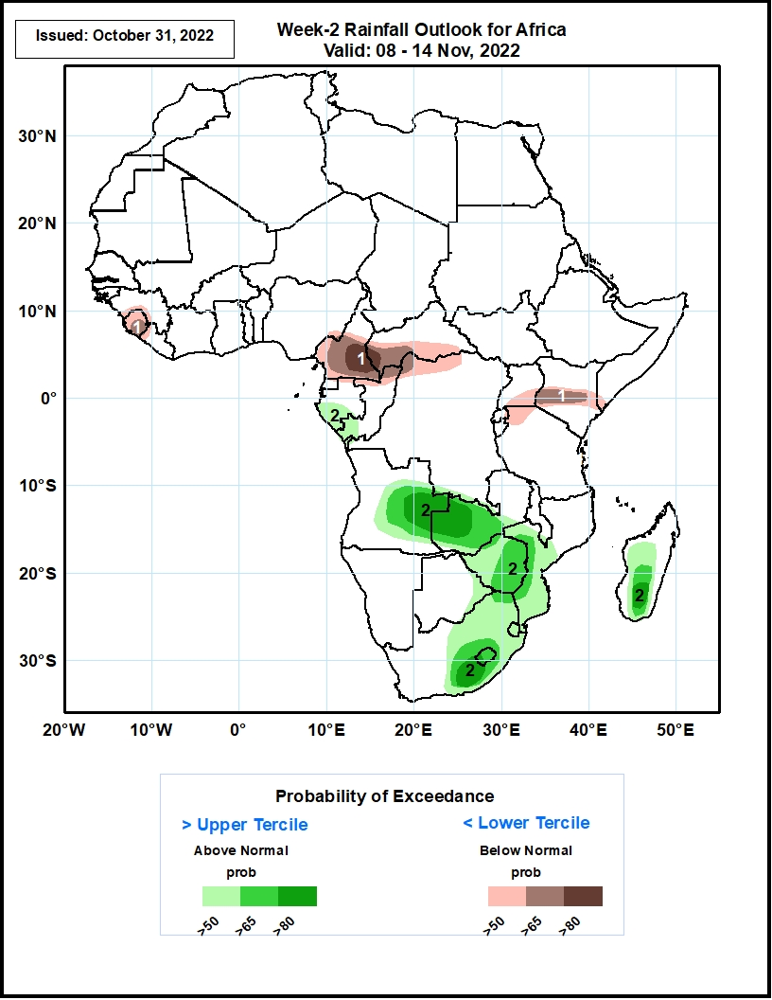 Issued: October 31, 2022
Week-2 Rainfall Outlook for Africa
Valid: 08 - 14 Nov, 2022
30°N
20°N
10°N
0°
10°S
20°S
30°S
1
1
1
2
2
2
2
2
20°W 10°W 0° 10°E 20°E 30°E 40°E 50°E
Probability of Exceedance
> Upper Tercile < Lower Tercile
Above Normal Below Normal
prob prob
>50 >65 >80 >50 >65 >80